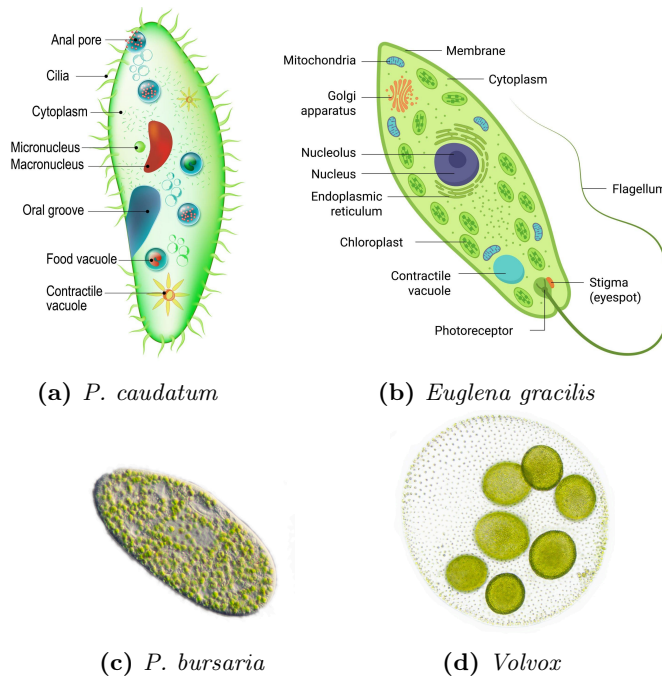 Anal pore
Cilia
Cytoplasm
Micronucleus
Macronucleus
Oral groove
Food vacuole
Contractile
vacuole
(a) P. caudatum
Membrane
Mitochondria
Cytoplasm
Golgi
apparatus
Nucleolus
Nucleus
Endoplasmic
reticulum
Flagellum
Chloroplast
Contractile
vacuole
Stigma
(eyespot)
Photoreceptor
(b) Euglena gracilis
(c) P. bursaria
(d) Volvox